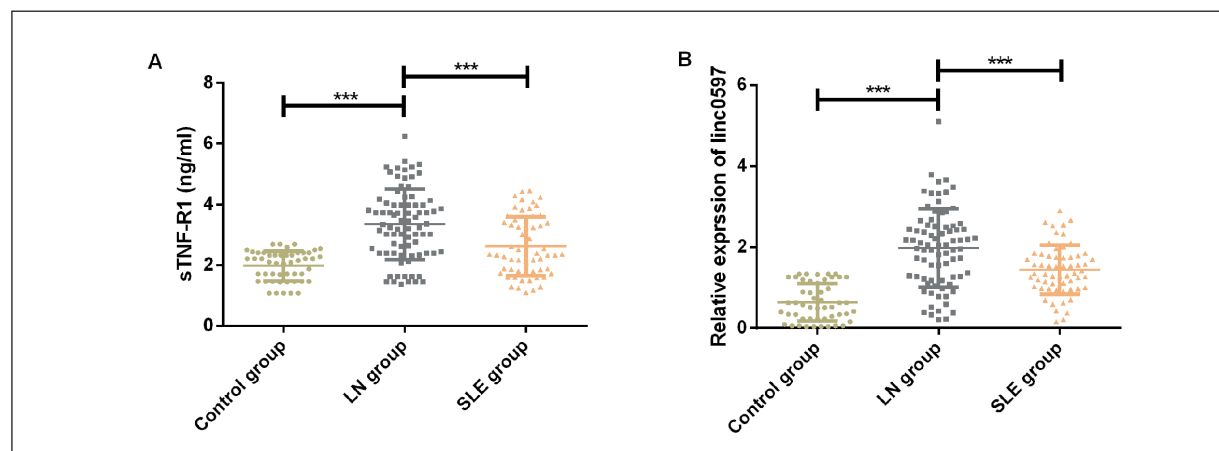 A
sTNF-R1 (ng/ml)
8
6
4
2
0
***
***
Control group
LN group
SLE group
B
Relative exprssion of linc0597
6
4
2
0
***
***
Control group
LN group
SLE group